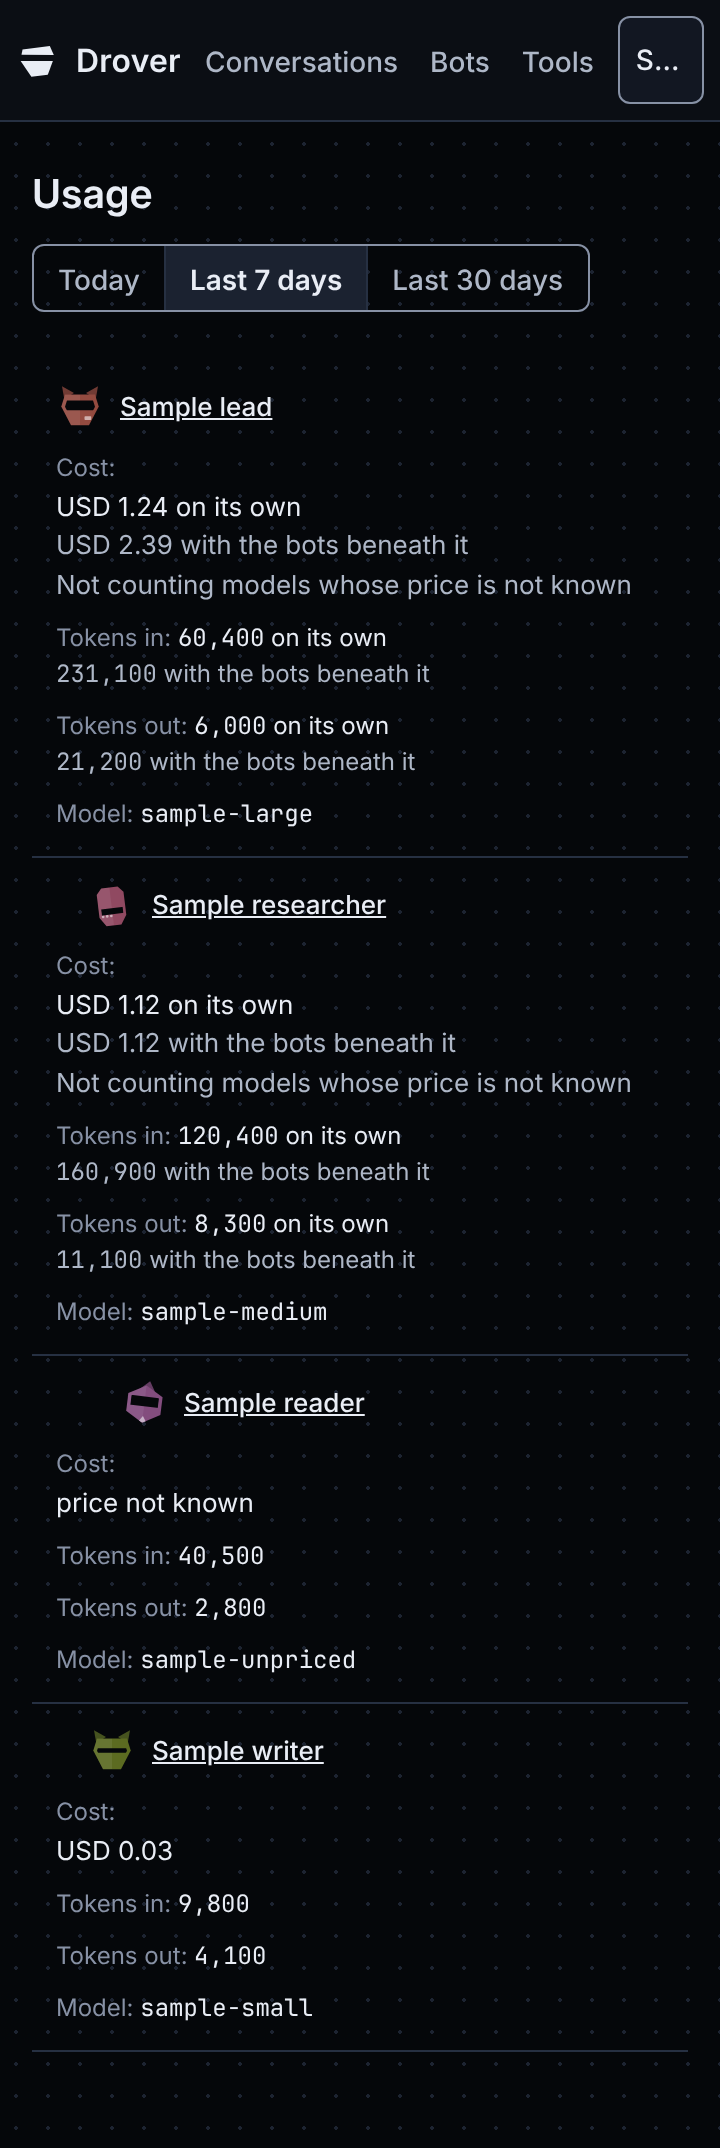 Drover Conversations Bots Tools S...
Usage
Today Last 7 days Last 30 days
Sample lead
Cost:
USD 1.24 on its own
USD 2.39 with the bots beneath it
Not counting models whose price is not known
Tokens in: 60,400 on its own
231,100 with the bots beneath it
Tokens out: 6,000 on its own
21,200 with the bots beneath it
Model: sample-large
Sample researcher
Cost:
USD 1.12 on its own
USD 1.12 with the bots beneath it
Not counting models whose price is not known
Tokens in: 120,400 on its own
160,900 with the bots beneath it
Tokens out: 8,300 on its own
11,100 with the bots beneath it
Model: sample-medium
Sample reader
Cost:
price not known
Tokens in: 40,500
Tokens out: 2,800
Model: sample-unpriced
Sample writer
Cost:
USD 0.03
Tokens in: 9,800
Tokens out: 4,100
Model: sample-small